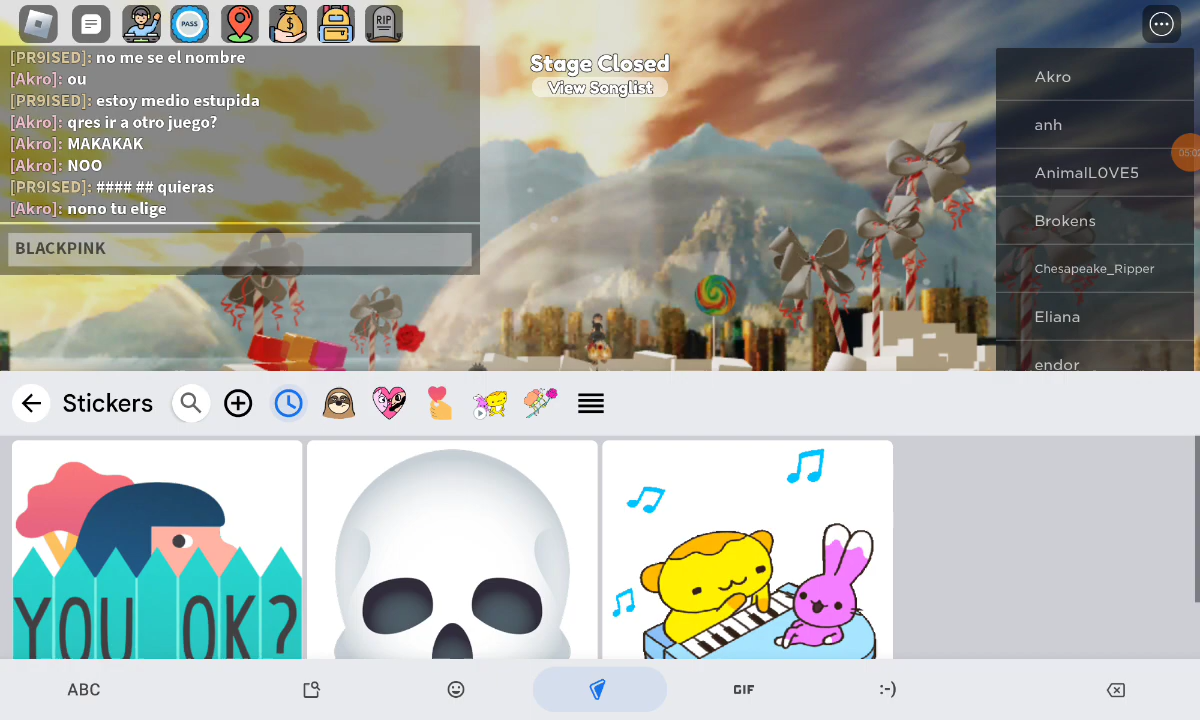 PASS
RIP
[PR9ISED]: no me se el nombre
[Akro]: ou
[PR9ISED]: estoy medio estupida
[Akro]: qres ir a otro juego?
[Akro]: MAKAKAK
[Akro]: NOO
[PR9ISED]: #### ## quieras
[Akro]: nono tu elige
BLACKPINK
Stage Closed
View Songlist
Akro
anh
AnimalL0VE5
Brokens
Chesapeake_Ripper
Eliana
endor
Stickers
YOU OK?
ABC
GIF
:-)